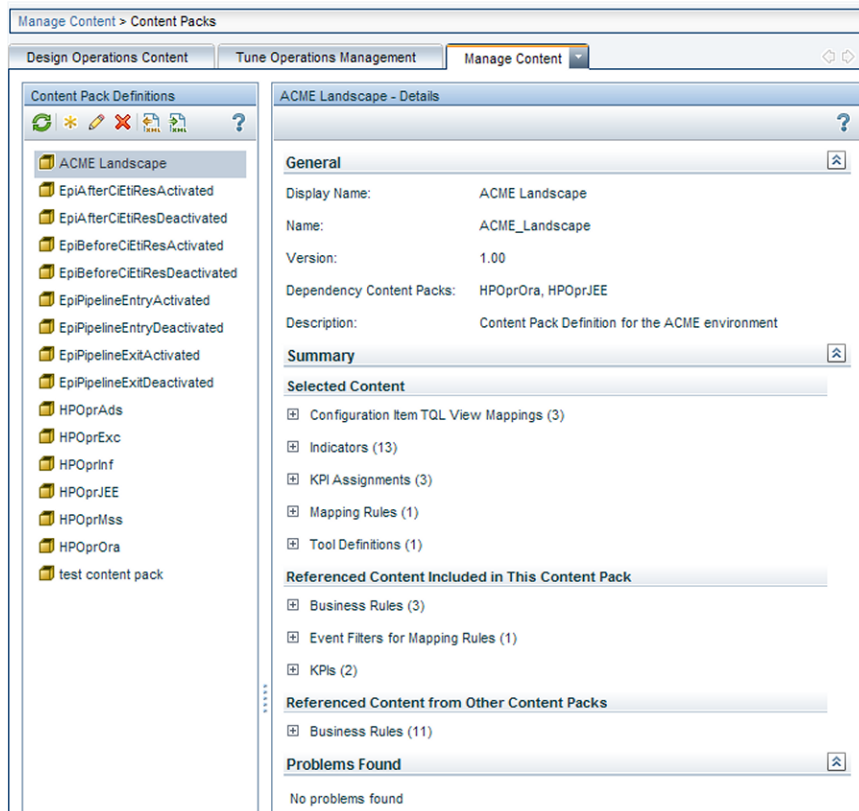 Manage Content > Content Packs
Design Operations Content
Tune Operations Management
Manage Content
Content Pack Definitions
XML
XML
?
ACME Landscape
EpiAfterCiEtiResActivated
EpiAfterCiEtiResDeactivated
EpiBeforeCiEtiResActivated
EpiBeforeCiEtiResDeactivated
EpiPipelineEntryActivated
EpiPipelineEntryDeactivated
EpiPipelineExitActivated
EpiPipelineExitDeactivated
HPOprAds
HPOprExc
HPOprInf
HPOprJEE
HPOprMss
HPOprOra
test content pack
ACME Landscape - Details
?
General
Display Name: ACME Landscape
Name: ACME_Landscape
Version: 1.00
Dependency Content Packs: HPOprOra, HPOprJEE
Description: Content Pack Definition for the ACME environment
Summary
Selected Content
Configuration Item TQL View Mappings (3)
Indicators (13)
KPI Assignments (3)
Mapping Rules (1)
Tool Definitions (1)
Referenced Content Included in This Content Pack
Business Rules (3)
Event Filters for Mapping Rules (1)
KPIs (2)
Referenced Content from Other Content Packs
Business Rules (11)
Problems Found
No problems found